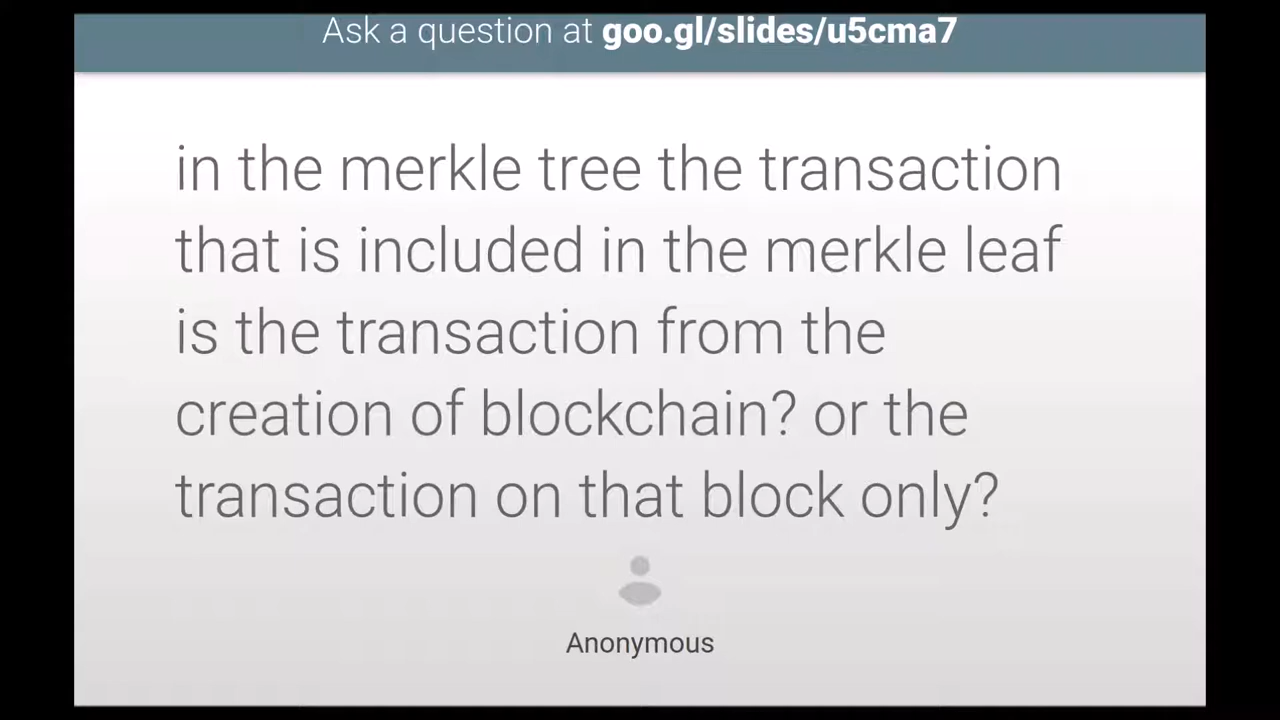 Ask a question at goo.gl/slides/u5cma7
in the merkle tree the transaction
that is included in the merkle leaf
is the transaction from the
creation of blockchain? or the
transaction on that block only?
Anonymous